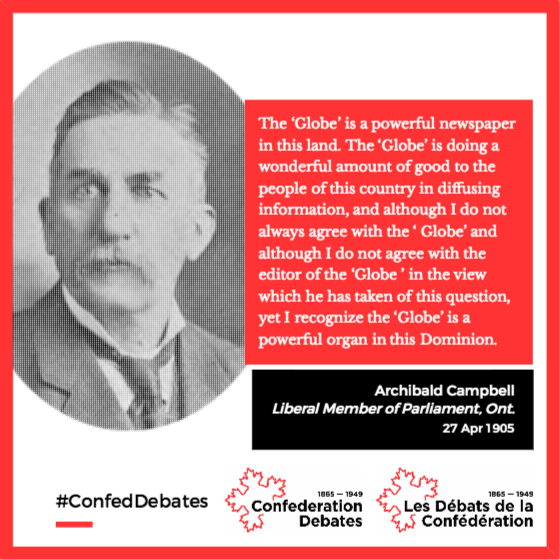 The ‘Globe’ is a powerful newspaper
in this land. The ‘Globe’ is doing a
wonderful amount of good to the
people of this country in diffusing
information, and although I do not
always agree with the ‘ Globe’ and
although I do not agree with the
editor of the ‘Globe ’ in the view
which he has taken of this question,
yet I recognize the ‘Globe’ is a
powerful organ in this Dominion.
Archibald Campbell
Liberal Member of Parliament, Ont.
27 Apr 1905
#ConfedDebates
1865 — 1949
Confederation
Debates
1865 — 1949
Les Débats de la
Confédération